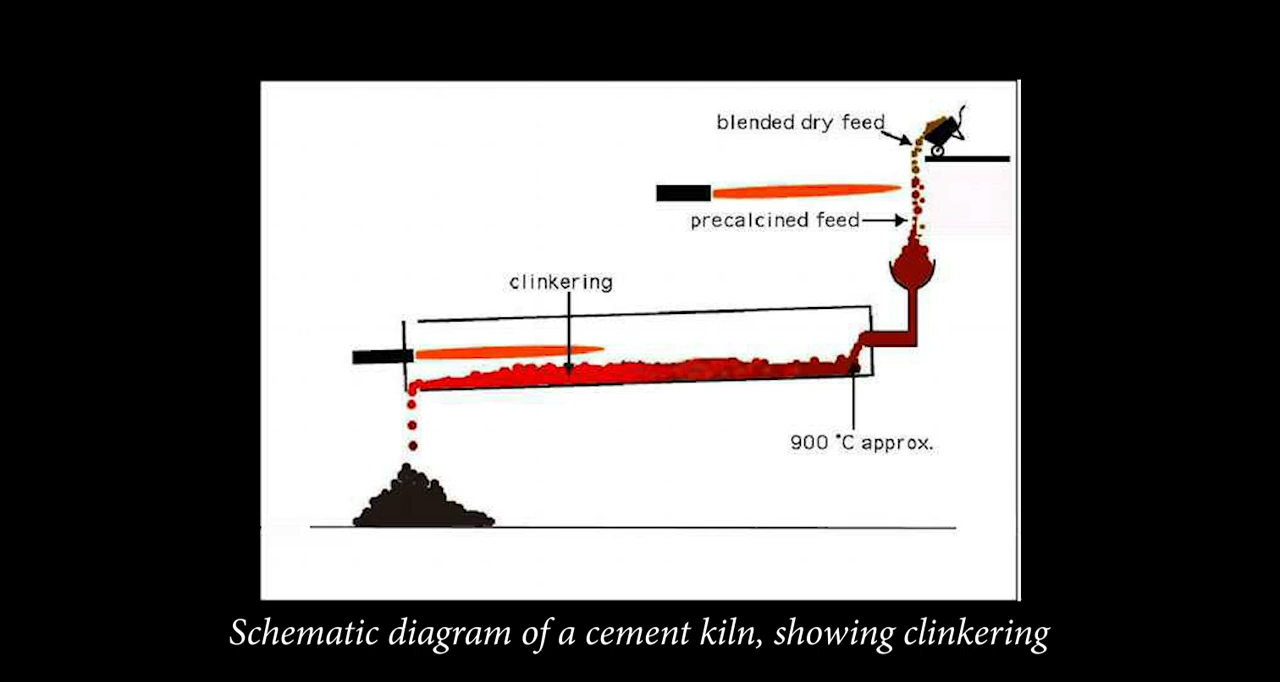 blended dry feed
precalcined feed
clinkering
900 °C approx.
Schematic diagram of a cement kiln, showing clinkering